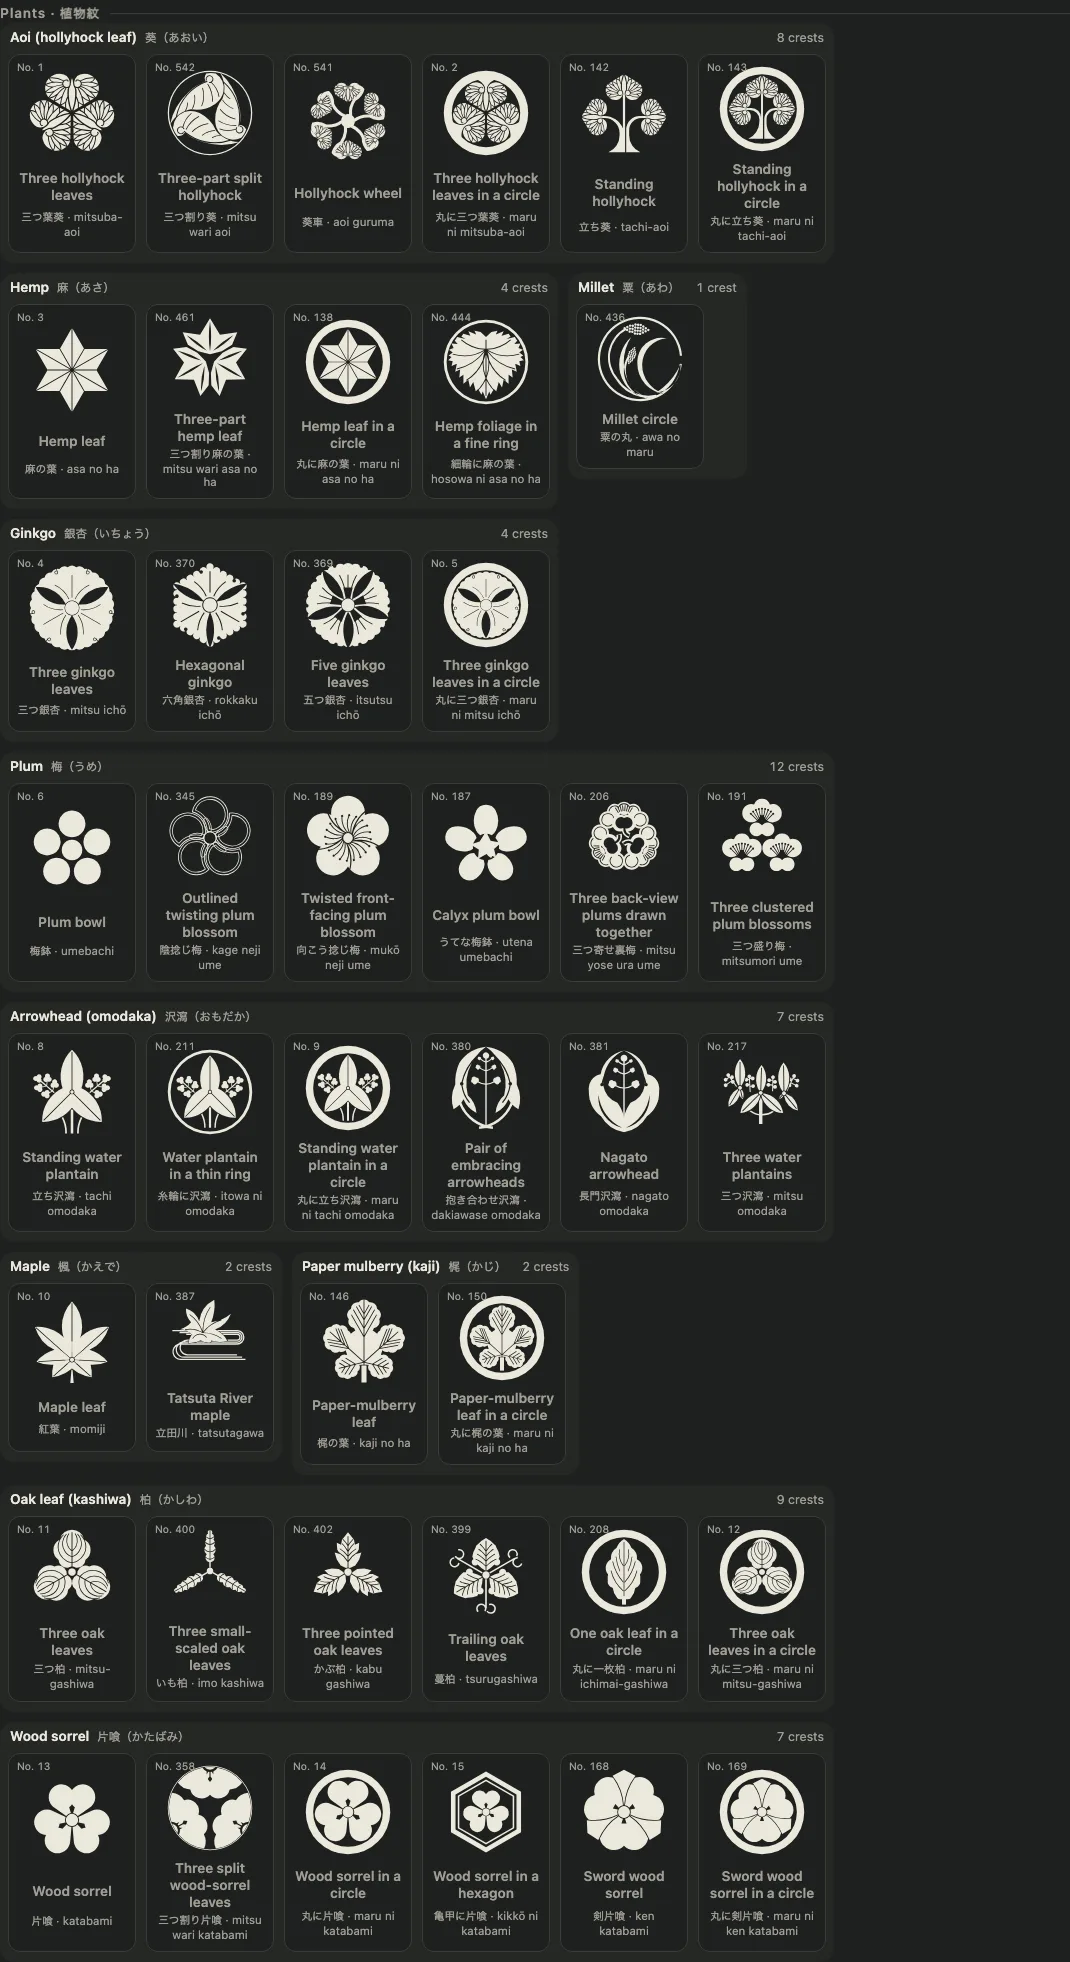 Plants · 植物紋
Aoi (hollyhock leaf) 葵（あおい） 8 crests
No. 1
Three hollyhock
leaves
三つ葉葵 · mitsuba-
aoi
No. 542
Three-part split
hollyhock
三つ割り葵 · mitsu
wari aoi
No. 541
Hollyhock wheel
葵車 · aoi guruma
No. 2
Three hollyhock
leaves in a circle
丸に三つ葉葵 · maru
ni mitsuba-aoi
No. 142
Standing
hollyhock
立ち葵 · tachi-aoi
No. 143
Standing
hollyhock in a
circle
丸に立ち葵 · maru ni
tachi-aoi
Hemp 麻（あさ） 4 crests
No. 3
Hemp leaf
麻の葉 · asa no ha
No. 461
Three-part
hemp leaf
三つ割り麻の葉 ·
mitsu wari asa no
ha
No. 138
Hemp leaf in a
circle
丸に麻の葉 · maru ni
asa no ha
No. 444
Hemp foliage in
a fine ring
細輪に麻の葉 ·
hosowa ni asa no ha
Millet 粟（あわ） 1 crest
No. 436
Millet circle
粟の丸 · awa no
maru
Ginkgo 銀杏（いちょう） 4 crests
No. 4
Three ginkgo
leaves
三つ銀杏 · mitsu ichō
No. 370
Hexagonal
ginkgo
六角銀杏 · rokkaku
ichō
No. 369
Five ginkgo
leaves
五つ銀杏 · itsutsu
ichō
No. 5
Three ginkgo
leaves in a circle
丸に三つ銀杏 · maru
ni mitsu ichō
Plum 梅（うめ） 12 crests
No. 6
Plum bowl
梅鉢 · umebachi
No. 345
Outlined
twisting plum
blossom
陰捻じ梅 · kage neji
ume
No. 189
Twisted front-
facing plum
blossom
向こう捻じ梅 · mukō
neji ume
No. 187
Calyx plum bowl
うてな梅鉢 · utena
umebachi
No. 206
Three back-view
plums drawn
together
三つ寄せ裏梅 · mitsu
yose ura ume
No. 191
Three clustered
plum blossoms
三つ盛り梅 ·
mitsumori ume
Arrowhead (omodaka) 沢瀉（おもだか） 7 crests
No. 8
Standing water
plantain
立ち沢瀉 · tachi
omodaka
No. 211
Water plantain
in a thin ring
糸輪に沢瀉 · itowa ni
omodaka
No. 9
Standing water
plantain in a
circle
丸に立ち沢瀉 · maru
ni tachi omodaka
No. 380
Pair of
embracing
arrowheads
抱き合わせ沢瀉 ·
dakiawase omodaka
No. 381
Nagato
arrowhead
長門沢瀉 · nagato
omodaka
No. 217
Three water
plantains
三つ沢瀉 · mitsu
omodaka
Maple 楓（かえで） 2 crests
No. 10
Maple leaf
紅葉 · momiji
No. 387
Tatsuta River
maple
立田川 · tatsutagawa
Paper mulberry (kaji) 梶（かじ） 2 crests
No. 146
Paper-mulberry
leaf
梶の葉 · kaji no ha
No. 150
Paper-mulberry
leaf in a circle
丸に梶の葉 · maru ni
kaji no ha
Oak leaf (kashiwa) 柏（かしわ） 9 crests
No. 11
Three oak
leaves
三つ柏 · mitsu-
gashiwa
No. 400
Three small-
scaled oak
leaves
いも柏 · imo kashiwa
No. 402
Three pointed
oak leaves
かぶ柏 · kabu
gashiwa
No. 399
Trailing oak
leaves
蔓柏 · tsurugashiwa
No. 208
One oak leaf in a
circle
丸に一枚柏 · maru ni
ichimai-gashiwa
No. 12
Three oak
leaves in a circle
丸に三つ柏 · maru ni
mitsu-gashiwa
Wood sorrel 片喰（かたばみ） 7 crests
No. 13
Wood sorrel
片喰 · katabami
No. 358
Three split
wood-sorrel
leaves
三つ割り片喰 · mitsu
wari katabami
No. 14
Wood sorrel in a
circle
丸に片喰 · maru ni
katabami
No. 15
Wood sorrel in a
hexagon
亀甲に片喰 · kikkō ni
katabami
No. 168
Sword wood
sorrel
剣片喰 · ken
katabami
No. 169
Sword wood
sorrel in a circle
丸に剣片喰 · maru ni
ken katabami